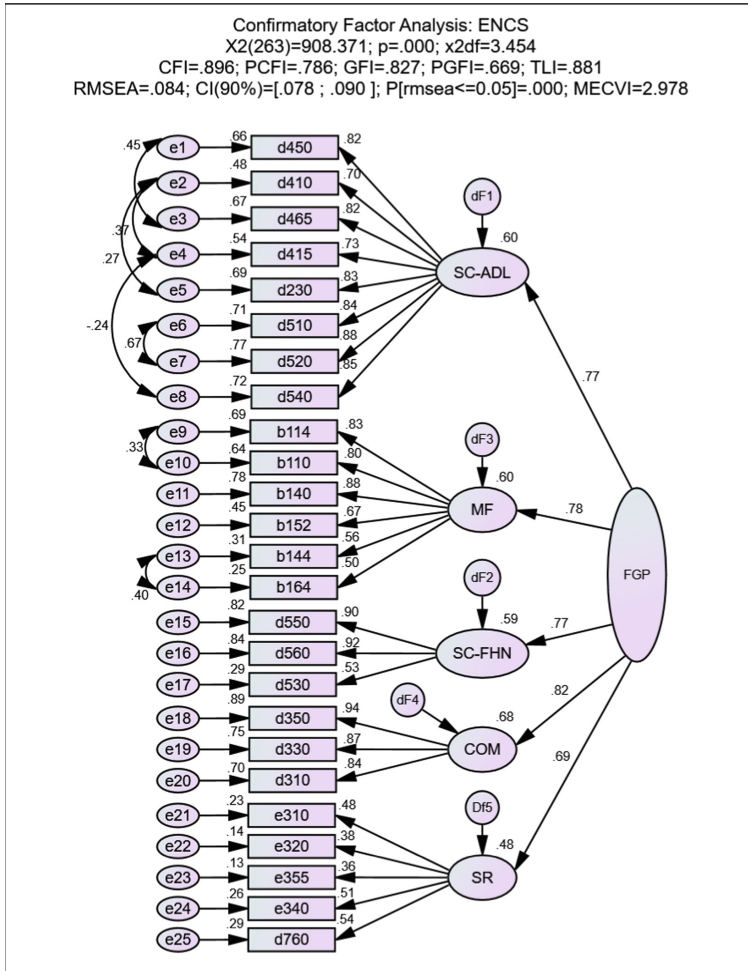 Confirmatory Factor Analysis: ENCS
X2(263)=908.371; p=.000; x2df=3.454
CFI=.896; PCFI=.786; GFI=.827; PGFI=.669; TLI=.881
RMSEA=.084; CI(90%)=[.078 ; .090 ]; P[rmsea<=0.05]=.000; MECVI=2.978
.45 e1 .66 d450 .82
e2 .48 d410 .70 dF1
e3 .67 d465 .82
.37 e4 .54 d415 .73 .60
.27 e5 .69 d230 .83 SC-ADL
-.24 e6 .71 d510 .84
.67 e7 .77 d520 .88
e8 .72 d540 .85 .77
e9 .69 b114 .83 dF3
.33 e10 .64 b110 .80 .60
e11 .78 b140 .88 MF .78
e12 .45 b152 .67
e13 .31 b144 .56 dF2 FGP
.40 e14 .25 b164 .50
e15 .82 d550 .90 .59 .77
e16 .84 d560 .92 SC-FHN
e17 .29 d530 .53 dF4 .82
e18 .89 d350 .94 .68
e19 .75 d330 .87 COM .69
e20 .70 d310 .84
e21 .23 e310 .48 Df5
e22 .14 e320 .38 .48
e23 .13 e355 .36 SR
e24 .26 e340 .51
e25 .29 d760 .54